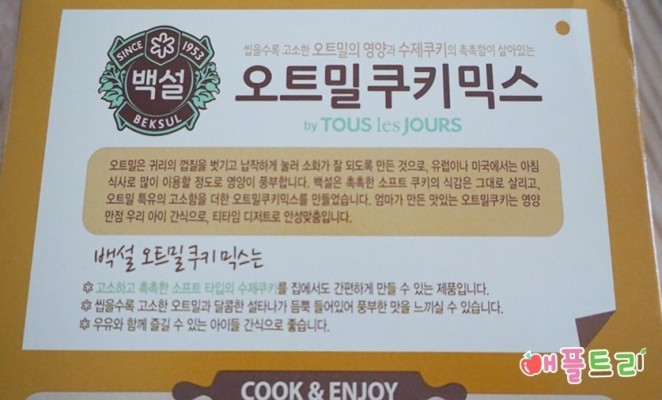 씹을수록 고소한 오트밀의 영양과 수제쿠키의 촉촉함이 살아있는
SINCE 1953
백설
BEKSUL
오트밀쿠키믹스
by TOUS les JOURS
오트밀은 귀리의 껍질을 벗기고 납작하게 눌러 소화가 잘 되도록 만든 것으로, 유럽이나 미국에서는 아침
식사로 많이 이용할 정도로 영양이 풍부합니다. 백설은 촉촉한 소프트 쿠키의 식감은 그대로 살리고,
오트밀 특유의 고소함을 더한 오트밀쿠키믹스를 만들었습니다. 엄마가 만든 맛있는 오트밀쿠키는 영양
만점 우리 아이 간식으로, 티타임 디저트로 안성맞춤입니다.
백설 오트밀 쿠키 믹스는
고소하고 촉촉한 소프트 타입의 수제쿠키를 집에서도 간편하게 만들 수 있는 제품입니다.
씹을수록 고소한 오트밀과 달콤한 설타나가 듬뿍 들어있어 풍부한 맛을 느끼실 수 있습니다.
우유와 함께 즐길 수 있는 아이들 간식으로 좋습니다.
애플트리
COOK & ENJOY